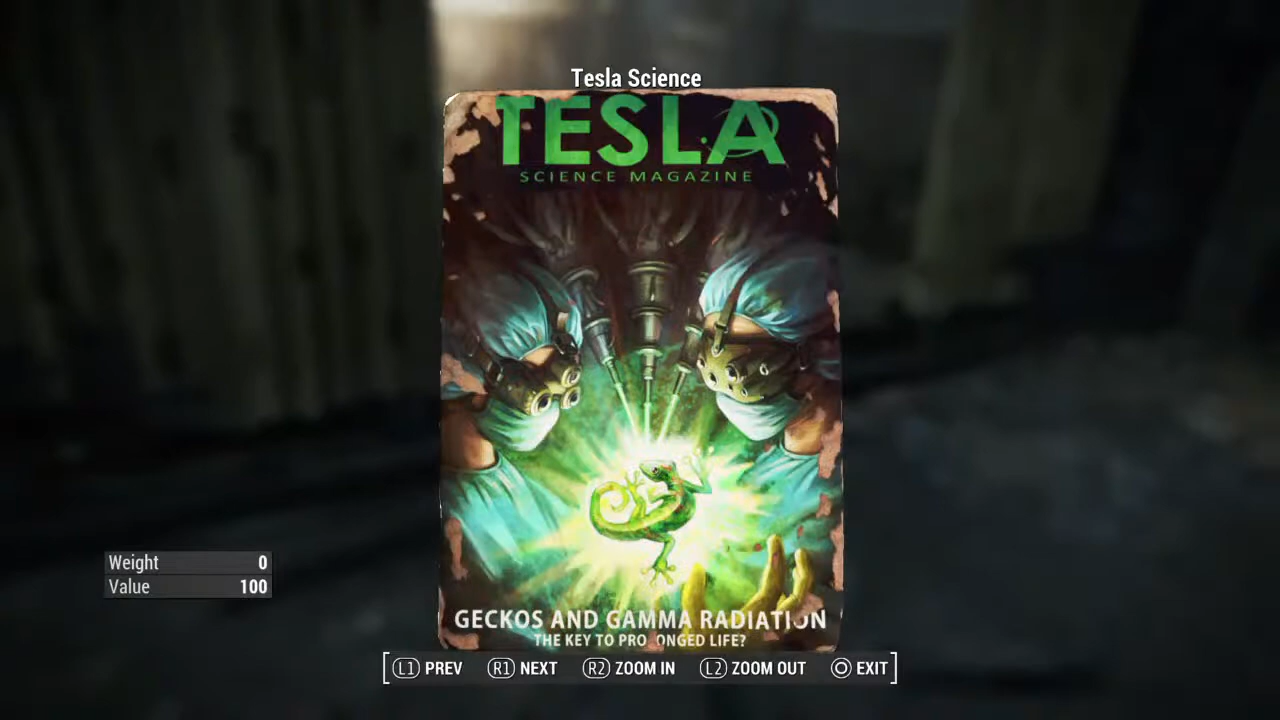 Tesla Science
TESLA
SCIENCE MAGAZINE
Weight 0
Value 100
GECKOS AND GAMMA RADIATION
THE KEY TO PRO ONGED LIFE?
L1 PREV R1 NEXT R2 ZOOM IN L2 ZOOM OUT EXIT